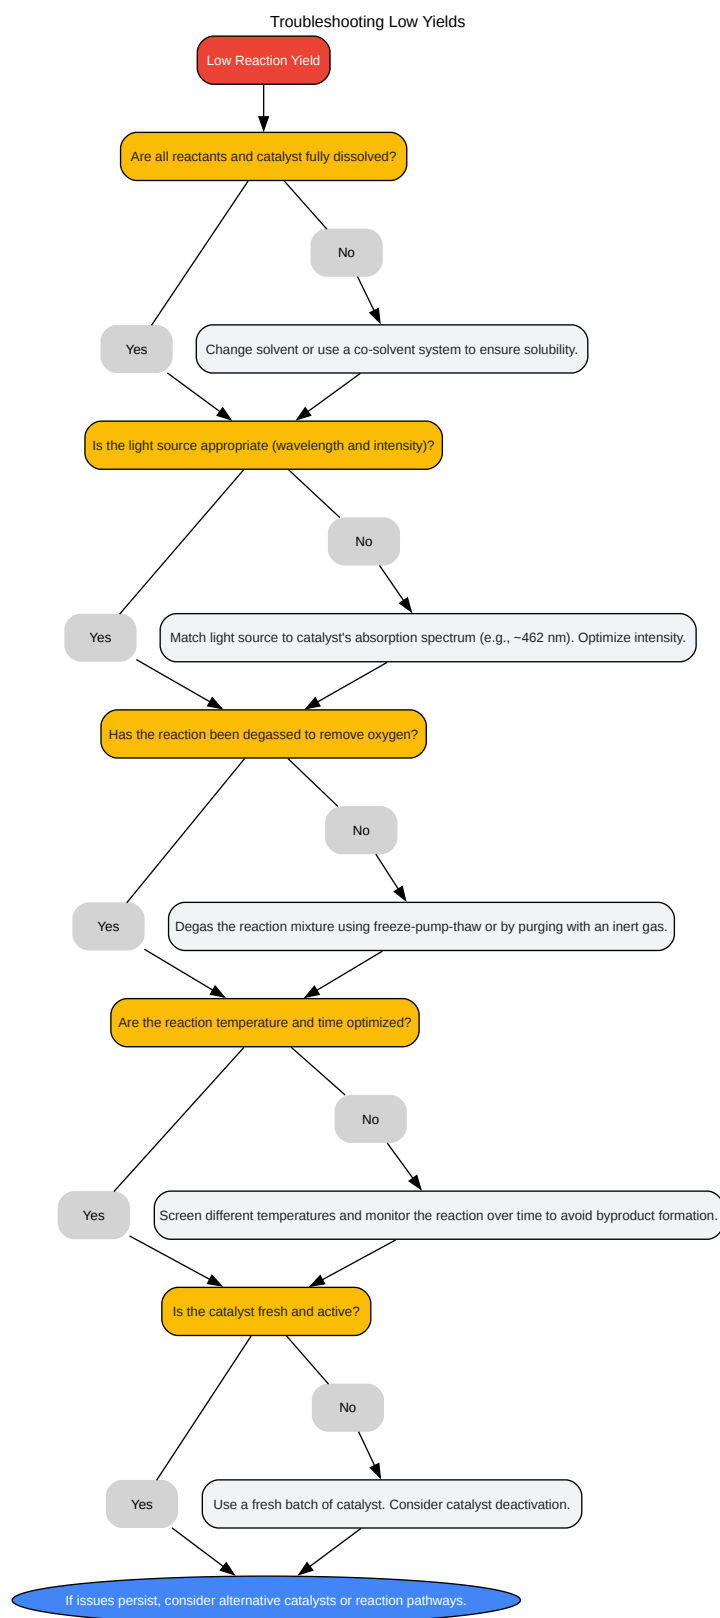 Troubleshooting Low Yields
Low Reaction Yield
Are all reactants and catalyst fully dissolved?
No
Yes
Change solvent or use a co-solvent system to ensure solubility.
Is the light source appropriate (wavelength and intensity)?
No
Yes
Match light source to catalyst's absorption spectrum (e.g., ~462 nm). Optimize intensity.
Has the reaction been degassed to remove oxygen?
No
Yes
Degas the reaction mixture using freeze-pump-thaw or by purging with an inert gas.
Are the reaction temperature and time optimized?
No
Yes
Screen different temperatures and monitor the reaction over time to avoid byproduct formation.
Is the catalyst fresh and active?
No
Yes
Use a fresh batch of catalyst. Consider catalyst deactivation.
If issues persist, consider alternative catalysts or reaction pathways.